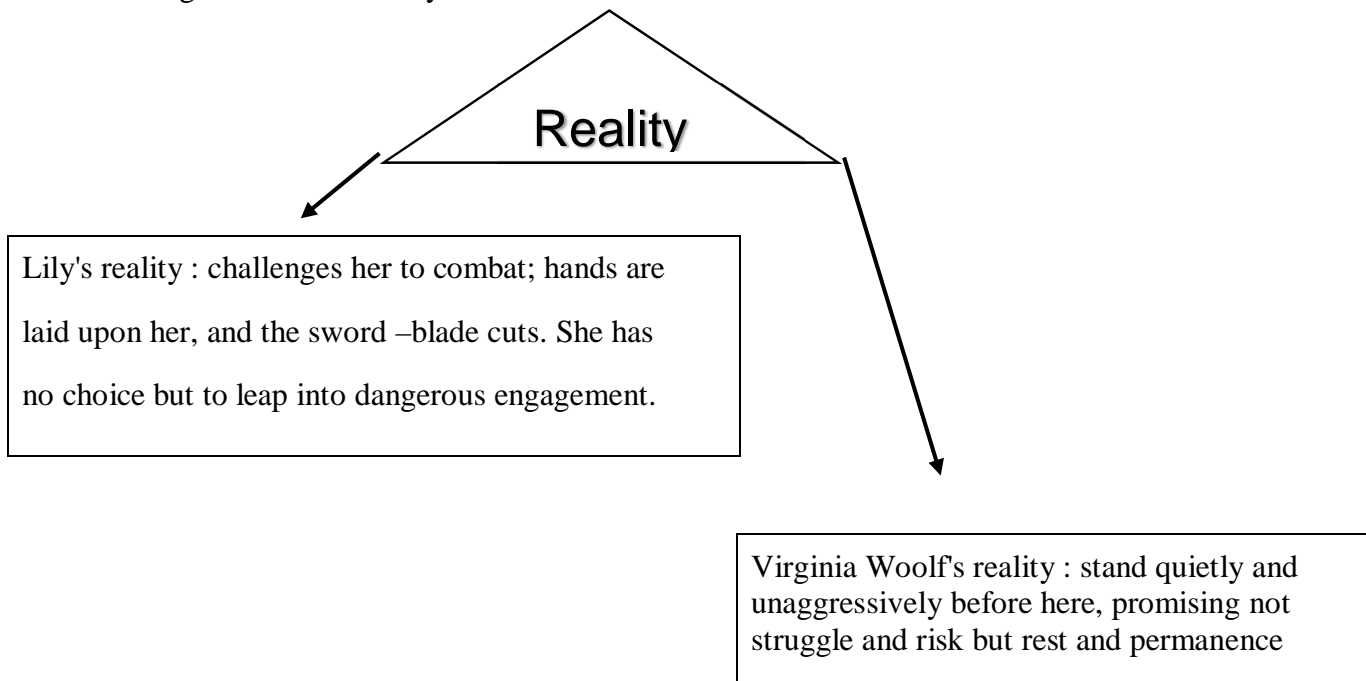 Reality
Lily's reality : challenges her to combat; hands are
laid upon her, and the sword –blade cuts. She has
no choice but to leap into dangerous engagement.
Virginia Woolf's reality : stand quietly and
unaggressively before here, promising not
struggle and risk but rest and permanence